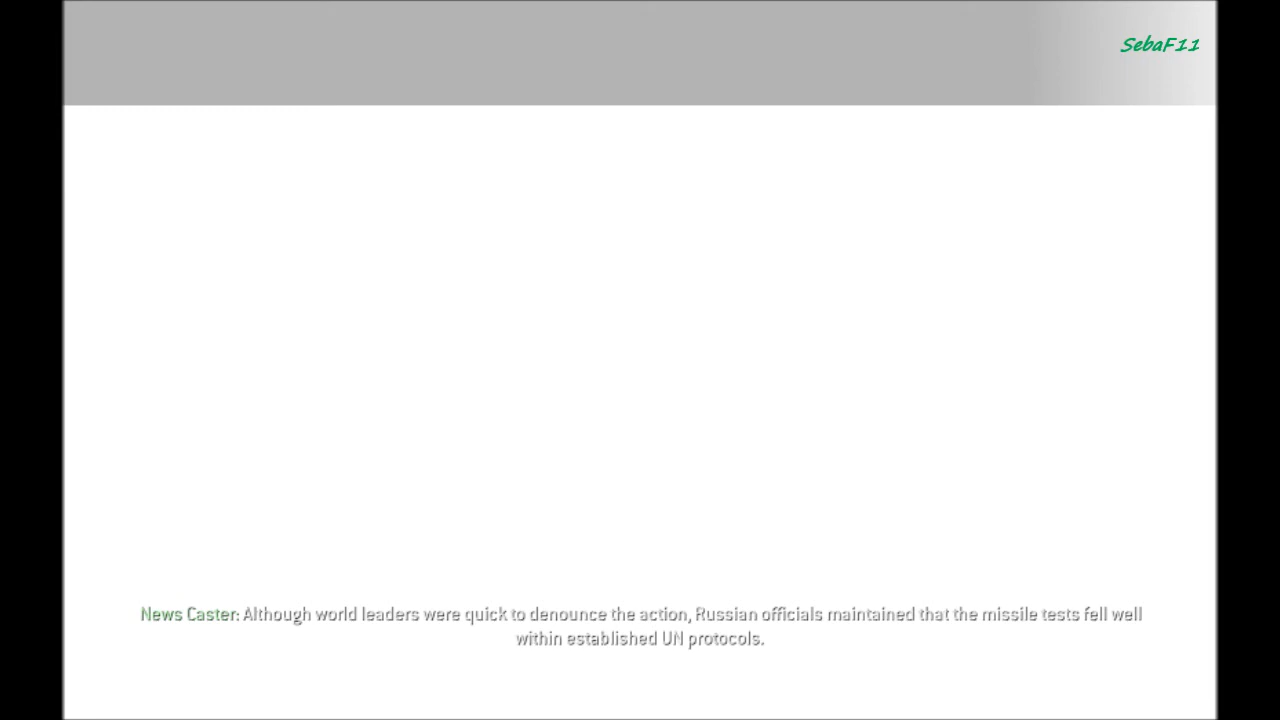 SebaF11
News Caster: Although world leaders were quick to denounce the action, Russian officials maintained that the missile tests fell well
within established UN protocols.